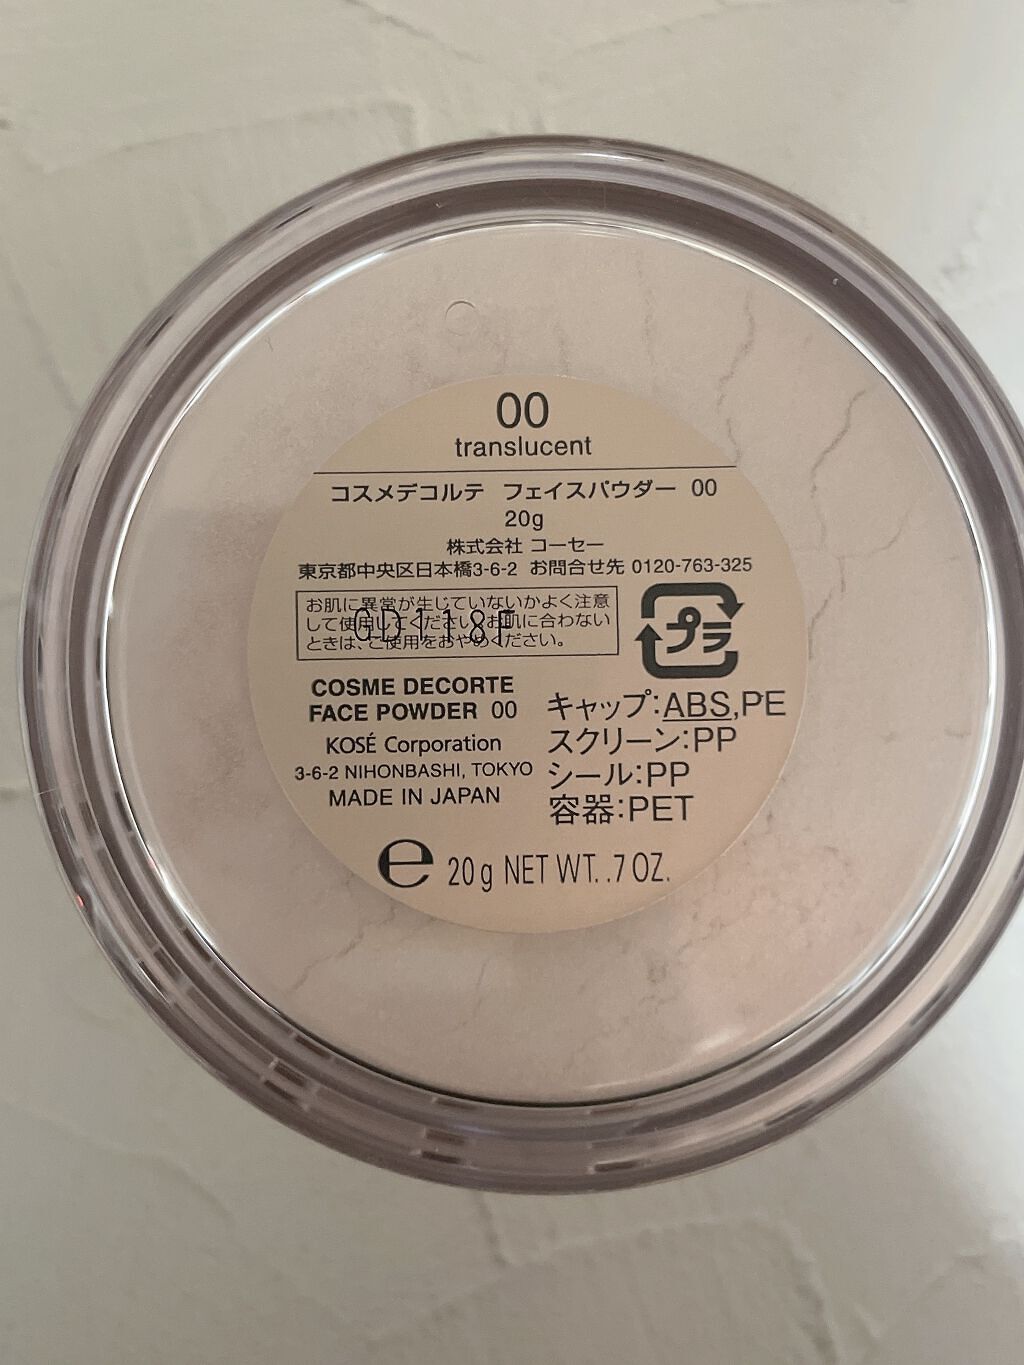 00
translucent
コスメデコルテ フェイスパウダー 00
20g
株式会社 コーセー
東京都中央区日本橋3-6-2 お問合せ先 0120-763-325
お肌に異常が生じていないかよく注意
して使用してください。お肌に合わない
ときは、ご使用をおやめください。
プラ
COSME DECORTE
FACE POWDER 00
KOSÉ Corporation
3-6-2 NIHONBASHI, TOKYO
MADE IN JAPAN
キャップ:ABS,PE
スクリーン:PP
シール:PP
容器:PET
e 20g NET WT. .7 OZ.